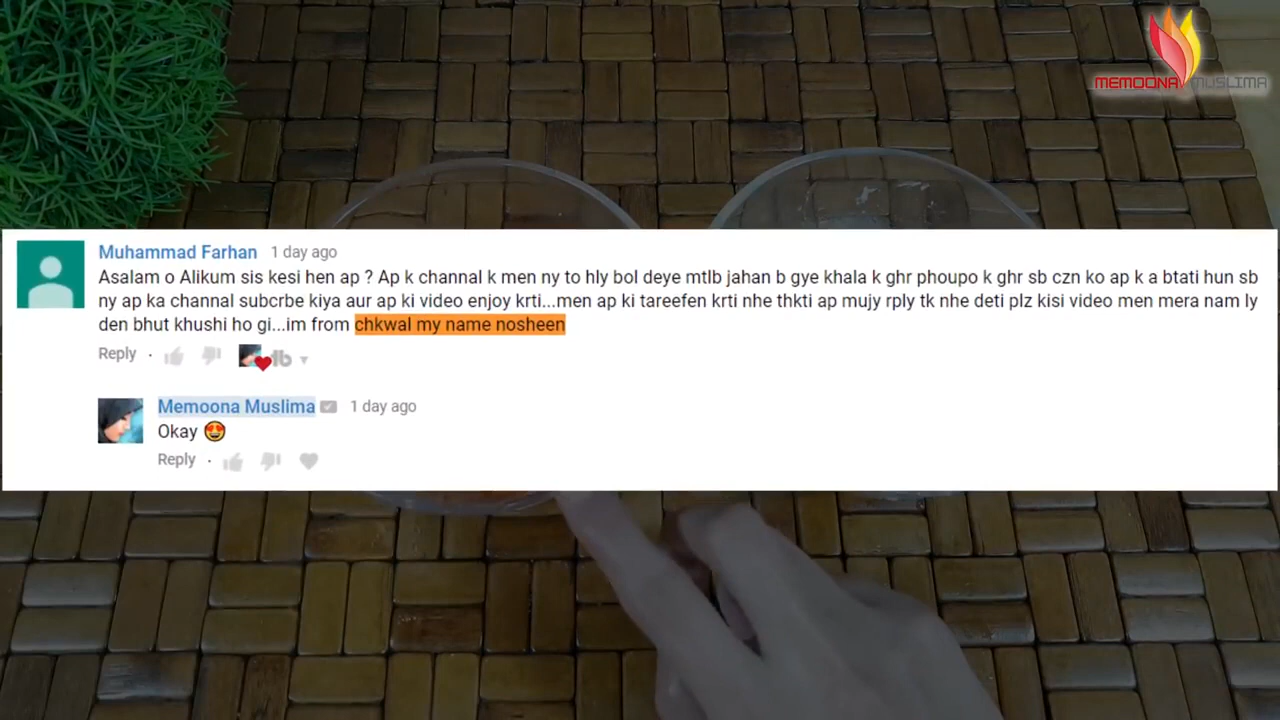 MEMOONA MUSLIMA
Muhammad Farhan 1 day ago
Asalam o Alikum sis kesi hen ap ? Ap k channal k men ny to hly bol deye mtlb jahan b gye khala k ghr phoupo k ghr sb czn ko ap k a btati hun sb
ny ap ka channal subcrbe kiya aur ap ki video enjoy krti...men ap ki tareefen krti nhe thkti ap mujy rply tk nhe deti plz kisi video men mera nam ly
den bhut khushi ho gi...im from chkwal my name nosheen
Reply
Memoona Muslima 1 day ago
Okay 😍
Reply